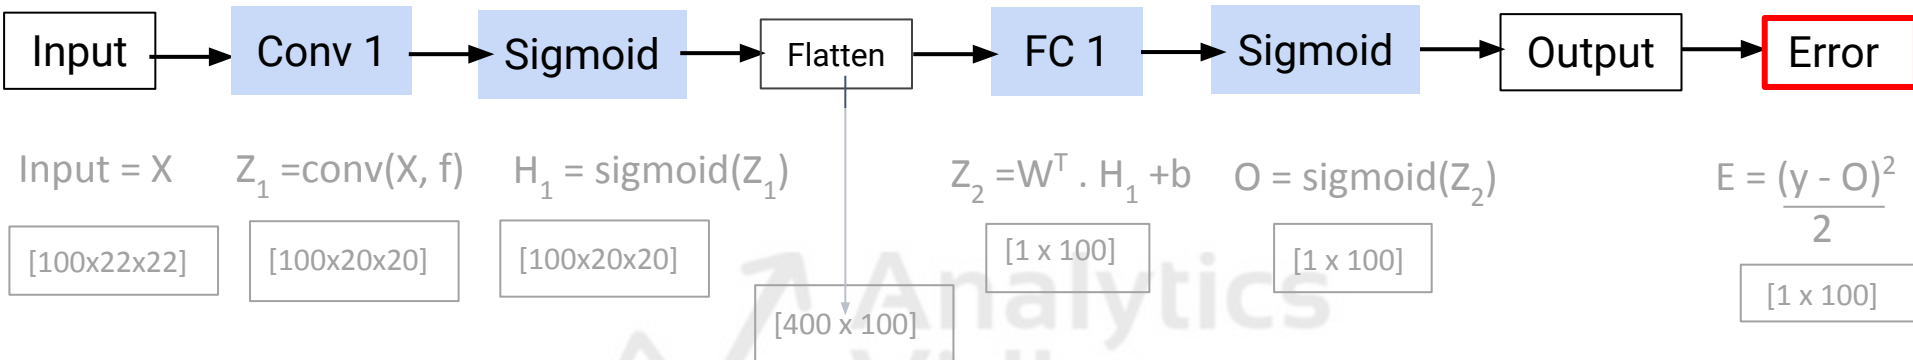 Input Conv 1 Sigmoid Flatten FC 1 Sigmoid Output Error
Input = X Z₁ =conv(X, f) H₁ = sigmoid(Z₁) Z₂ =Wᵀ . H₁ +b O = sigmoid(Z₂) E = (y - O)²
2
[100x22x22] [100x20x20] [100x20x20] [1 x 100] [1 x 100] [1 x 100]
[400 x 100]
Analytics